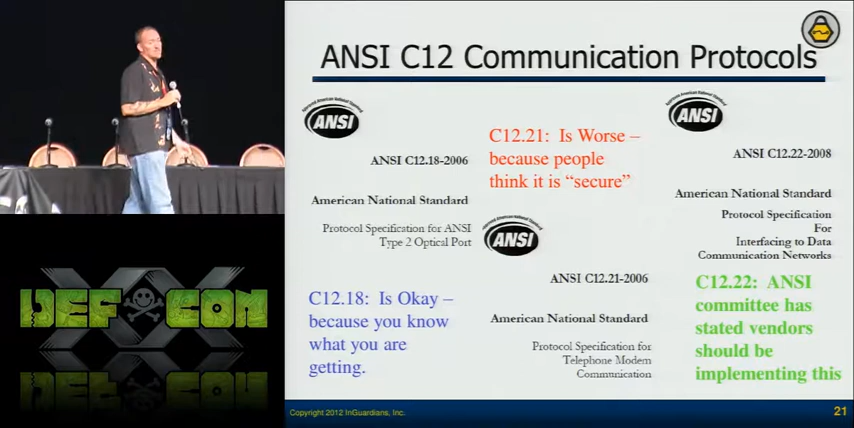 ANSI C12 Communication Protocols
ANSI
ANSI C12.18-2006
American National Standard
Protocol Specification for ANSI
Type 2 Optical Port
C12.18: Is Okay –
because you know
what you are
getting.
C12.21: Is Worse –
because people
think it is “secure”
ANSI
ANSI C12.21-2006
American National Standard
Protocol Specification for
Telephone Modem
Communication
ANSI
ANSI C12.22-2008
American National Standard
Protocol Specification
For
Interfacing to Data
Communication Networks
C12.22: ANSI
committee has
stated vendors
should be
implementing this
DEF CON
XX
Copyright 2012 InGuardians, Inc.
21